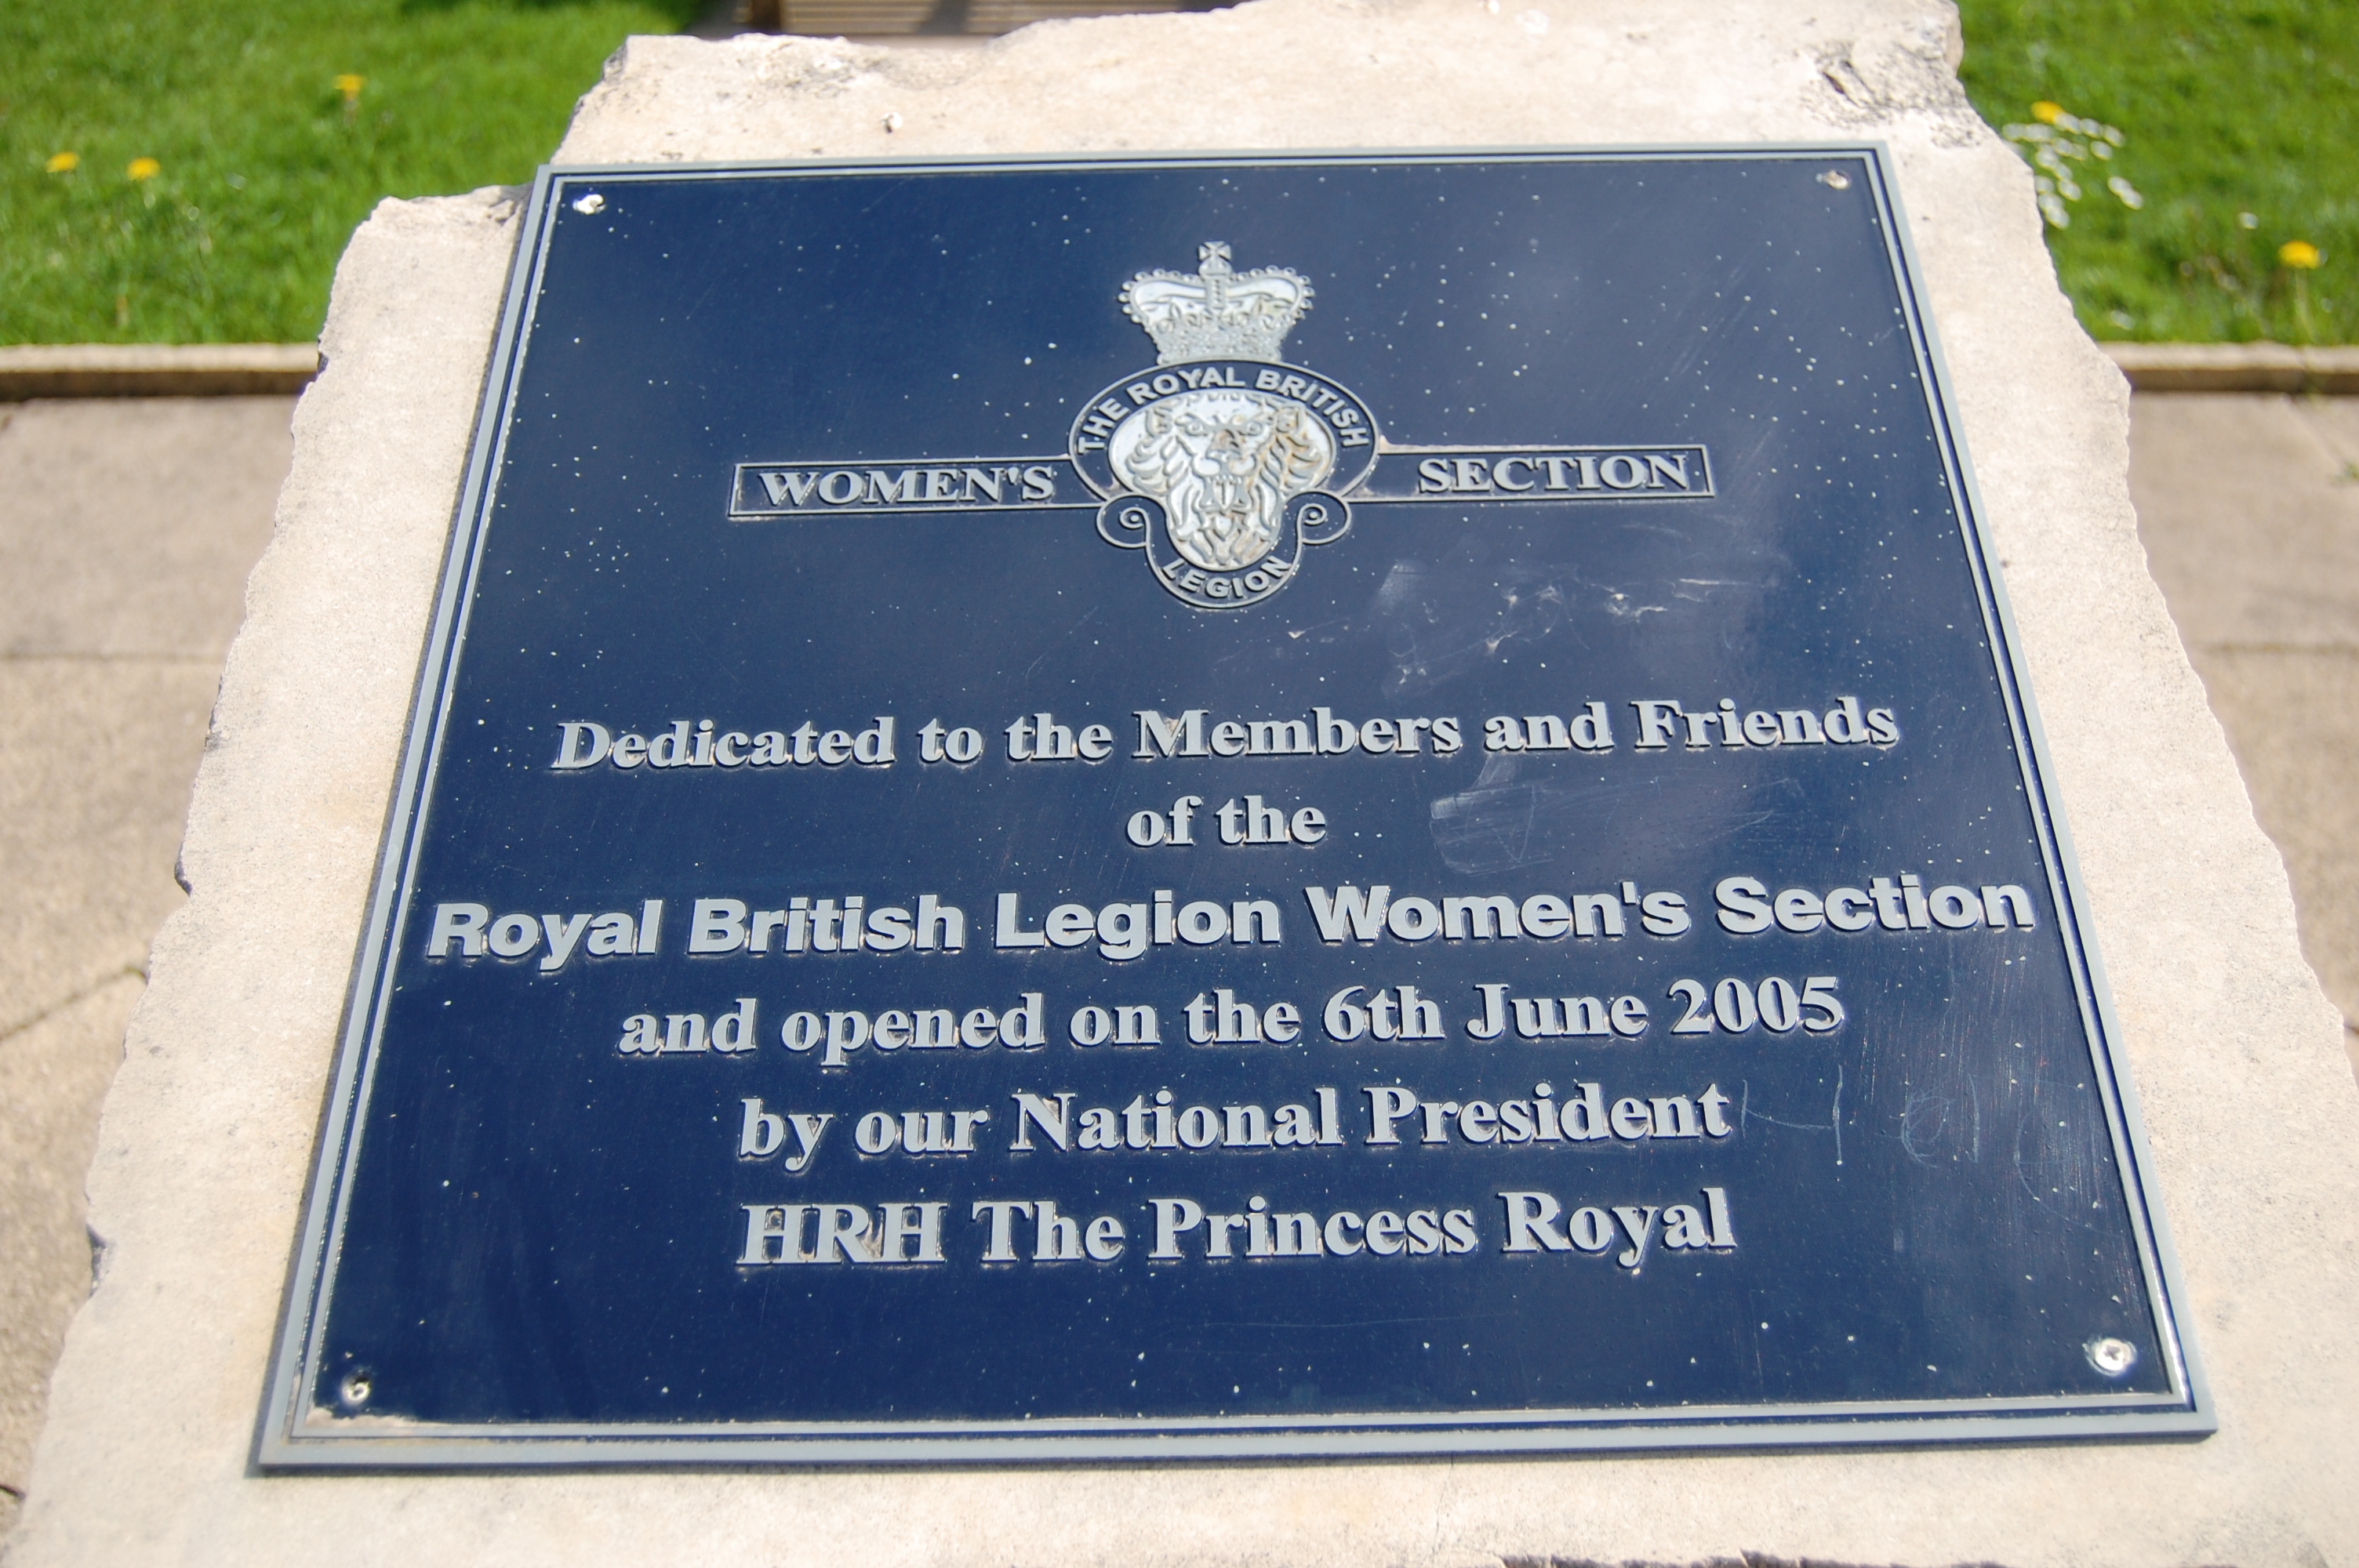 THE ROYAL BRITISH
WOMEN'S SECTION
LEGION
Dedicated to the Members and Friends
of the
Royal British Legion Women's Section
and opened on the 6th June 2005
by our National President
HRH The Princess Royal